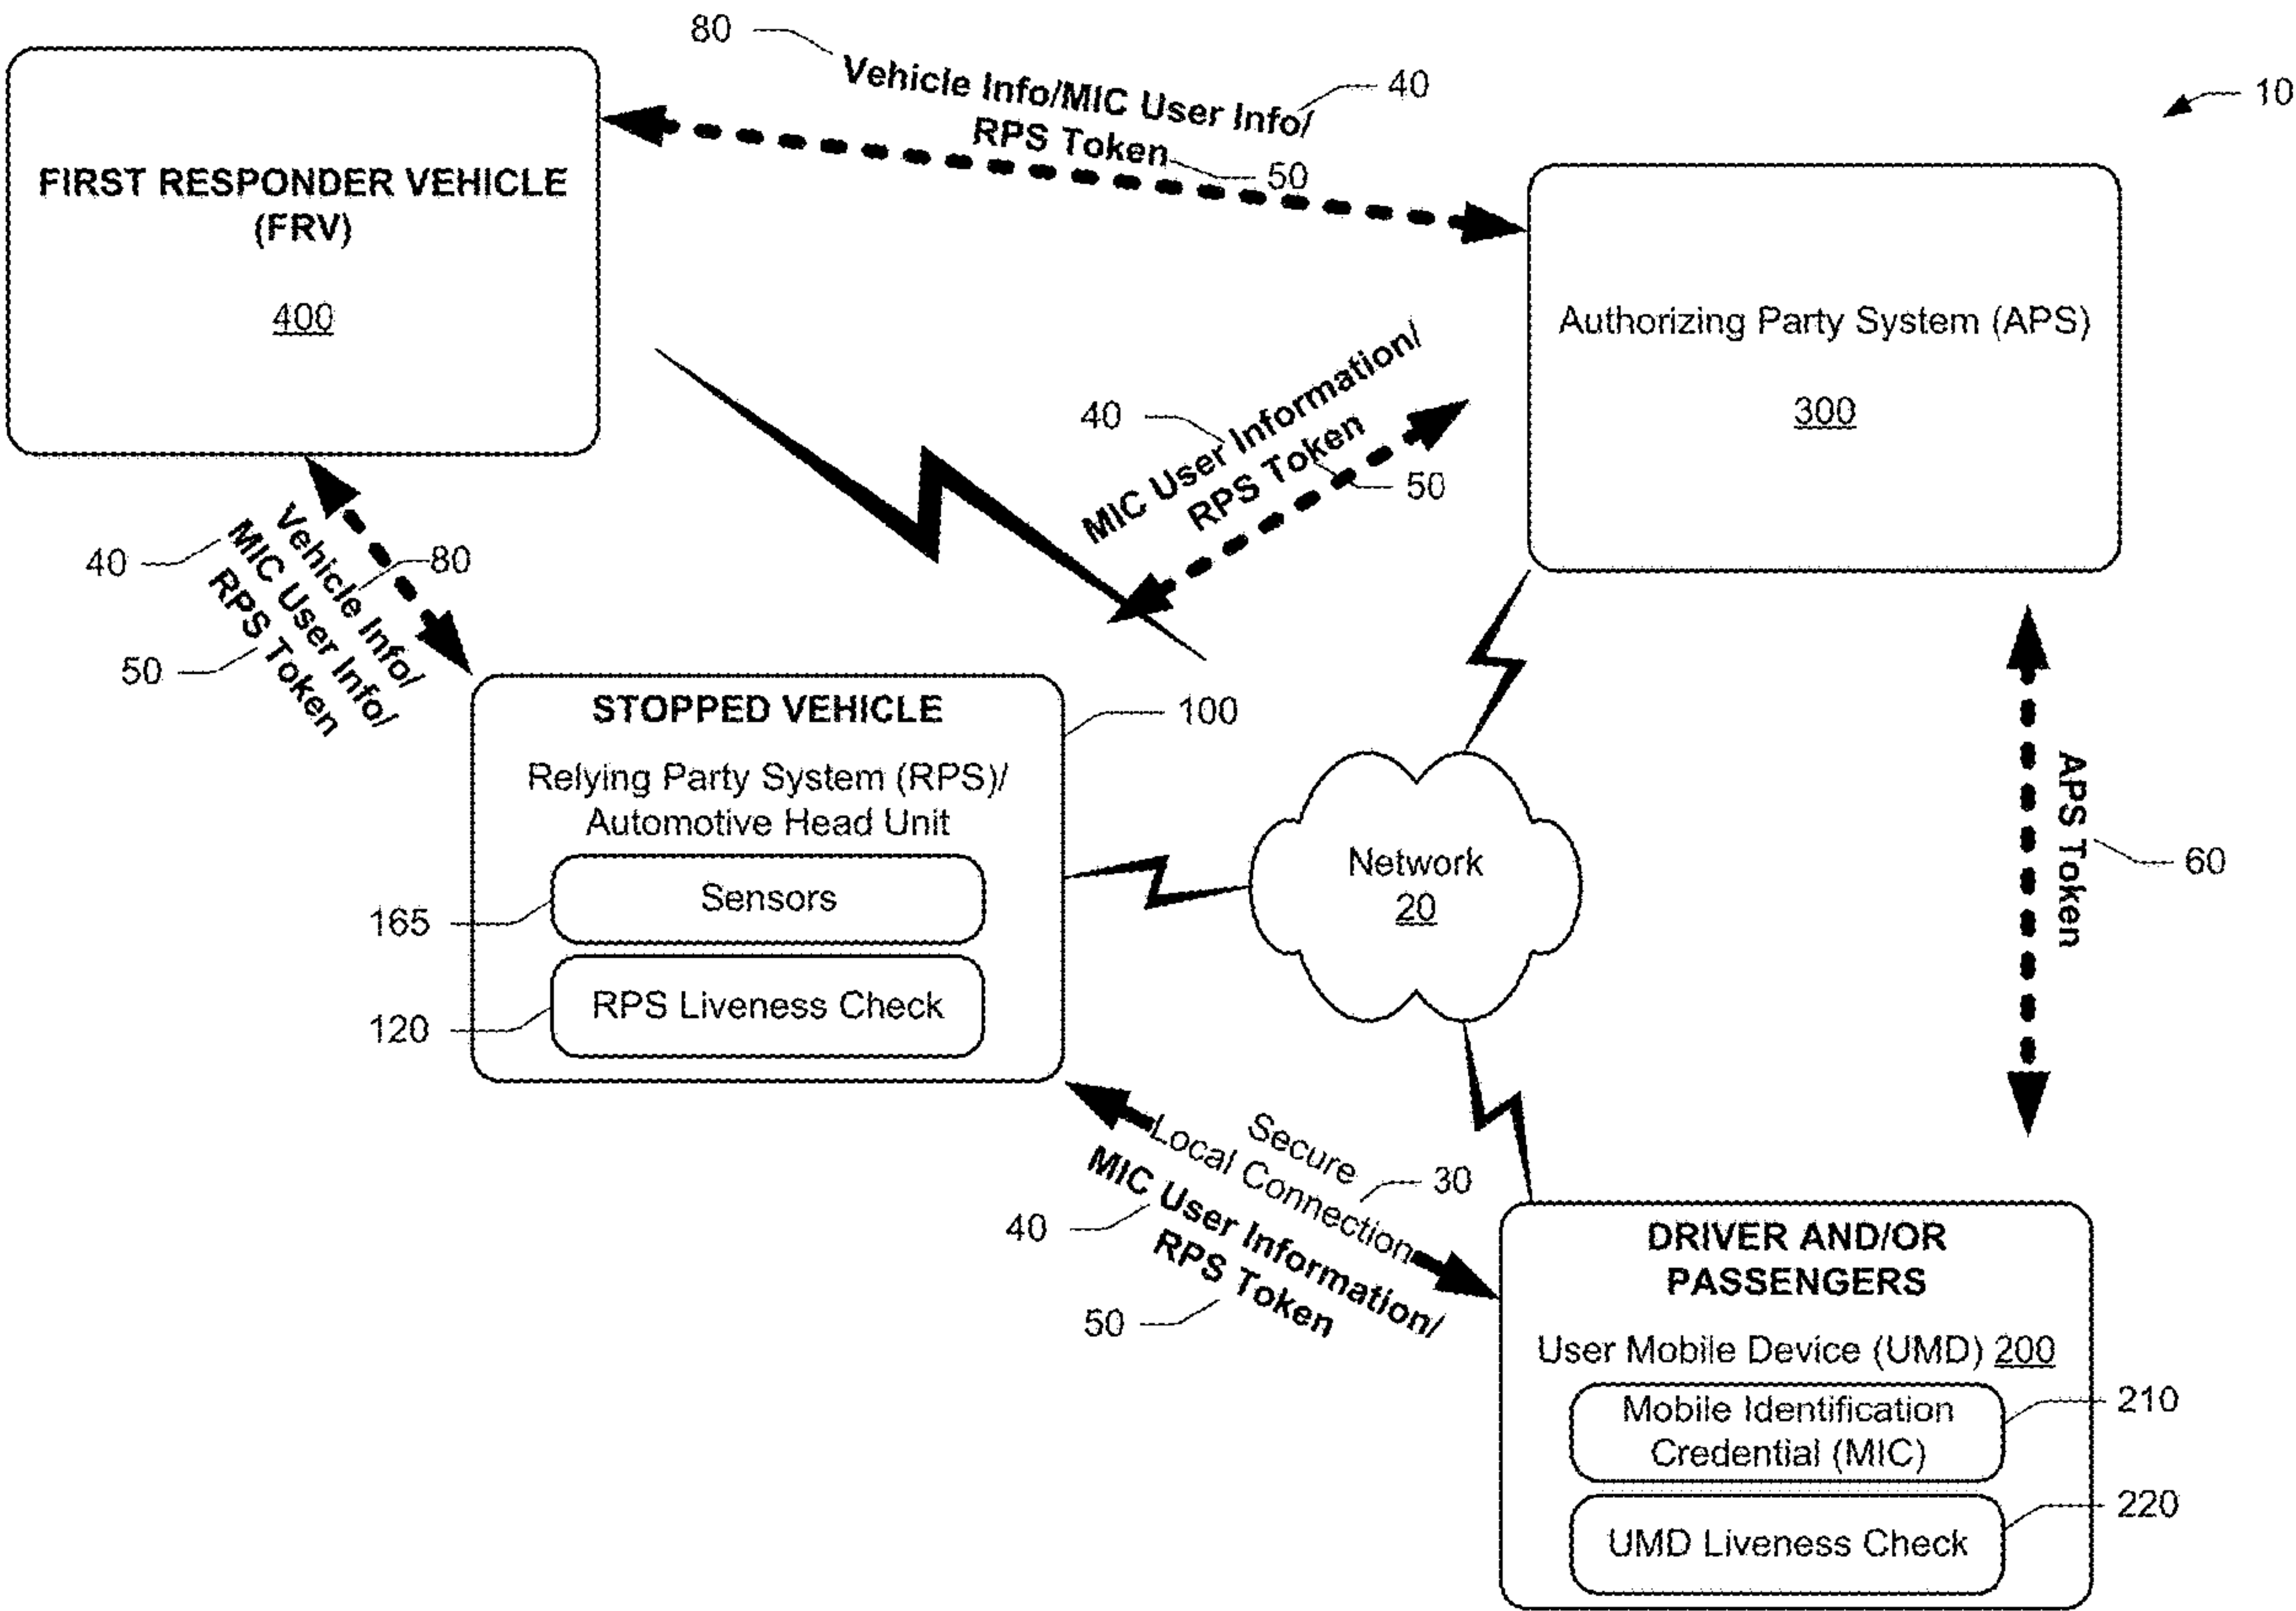 80
Vehicle Info/MIC User Info/
40
RPS Token
50
10
FIRST RESPONDER VEHICLE
(FRV)
400
Authorizing Party System (APS)
300
40
MIC User Information/
RPS Token
50
Vehicle Info/
80
40
MIC User Info/
50
RPS Token
STOPPED VEHICLE
100
Relying Party System (RPS)/
Automotive Head Unit
Sensors
165
RPS Liveness Check
120
Network
20
APS Token
60
Secure
Local Connection
30
40
MIC User Information/
50
RPS Token
DRIVER AND/OR
PASSENGERS
User Mobile Device (UMD) 200
Mobile Identification
Credential (MIC)
210
UMD Liveness Check
220